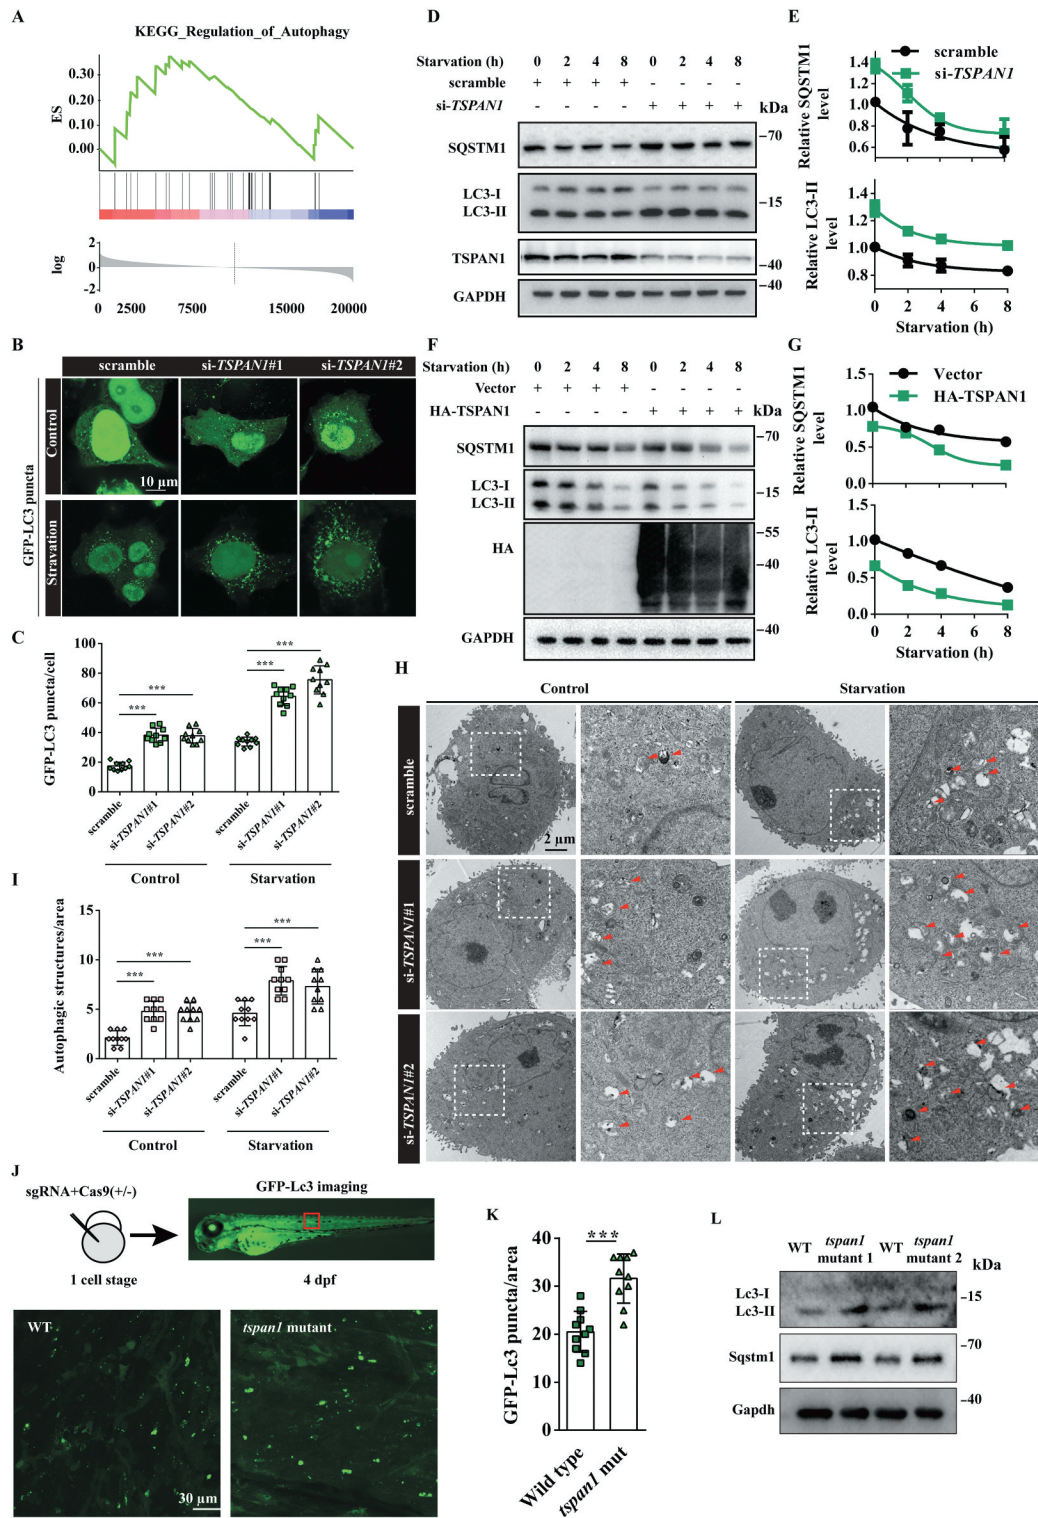 A
KEGG_Regulation_of_Autophagy
ES
0.30
0.20
0.10
0.00
log
2
0
−2
0 2500 7500 15000 20000
B
scramble si-TSPAN1#1 si-TSPAN1#2
GFP-LC3 puncta
Control
Stravation
10 µm
C
GFP-LC3 puncta/cell
100
80
60
40
20
0
*** *** *** ***
scramble si-TSPAN1#1 si-TSPAN1#2 scramble si-TSPAN1#1 si-TSPAN1#2
Control Starvation
D
Starvation (h) 0 2 4 8 0 2 4 8
scramble + + + + - - - -
si-TSPAN1 - - - - + + + + kDa
SQSTM1 −70
LC3-I
LC3-II −15
TSPAN1 −40
GAPDH −40
E
scramble
si-TSPAN1
Relative SQSTM1 level
1.4
1.2
1.0
0.8
0.6
Relative LC3-II level
1.4
1.2
1.0
0.8
0 2 4 8
Starvation (h)
F
Starvation (h) 0 2 4 8 0 2 4 8
Vector + + + + - - - -
HA-TSPAN1 - - - - + + + + kDa
SQSTM1 −70
LC3-I
LC3-II −15
HA −55
−40
GAPDH −40
G
Vector
HA-TSPAN1
Relative SQSTM1 level
1.5
1.0
0.5
0.0
0 2 4 8
Relative LC3-II level
1.5
1.0
0.5
0.0
0 2 4 8
Starvation (h)
H
Control Starvation
scramble
si-TSPAN1#1
si-TSPAN1#2
2 µm
I
Autophagic structures/area
15
10
5
0
*** *** *** ***
scramble si-TSPAN1#1 si-TSPAN1#2 scramble si-TSPAN1#1 si-TSPAN1#2
Control Starvation
J
sgRNA+Cas9(+/-)
GFP-Lc3 imaging
1 cell stage 4 dpf
WT tspan1 mutant
30 µm
K
GFP-Lc3 puncta/area
40
30
20
10
0
***
Wild type tspan1 mut
L
WT tspan1 mutant 1 WT tspan1 mutant 2 kDa
Lc3-I −15
Lc3-II
Sqstm1 −70
Gapdh −40